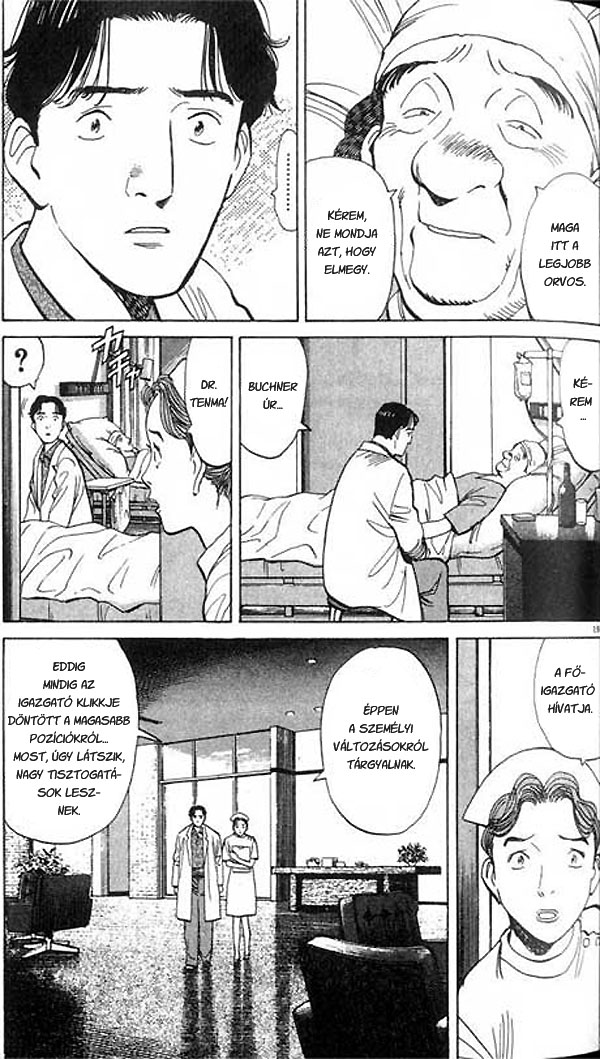 MAGA
ITT A
LEGJOBB
ORVOS.
KÉREM,
NE MONDJA
AZT, HOGY
ELMEGY.
........
KÉ-
REM
...
BUCHNER
ÚR...
DR.
TENMA!
?
A FŐ-
IGAZGATÓ
HÍVATJA.
ÉPPEN
A SZEMÉLYI
VÁLTOZÁSOKRÓL
TÁRGYALNAK.
EDDIG
MINDIG AZ
IGAZGATÓ KLIKKJE
DÖNTÖTT A MAGASABB
POZÍCIÓKRÓL...
MOST, ÚGY LÁTSZIK,
NAGY TISZTOGATÁ-
SOK LESZ-
NEK.